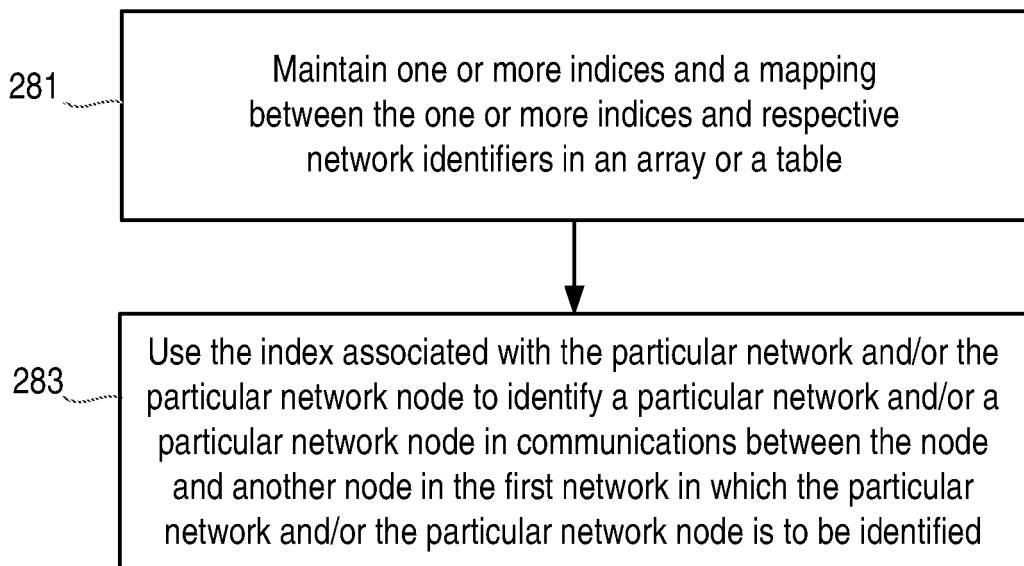 281
Maintain one or more indices and a mapping
between the one or more indices and respective
network identifiers in an array or a table
283
Use the index associated with the particular network and/or the
particular network node to identify a particular network and/or a
particular network node in communications between the node
and another node in the first network in which the particular
network and/or the particular network node is to be identified